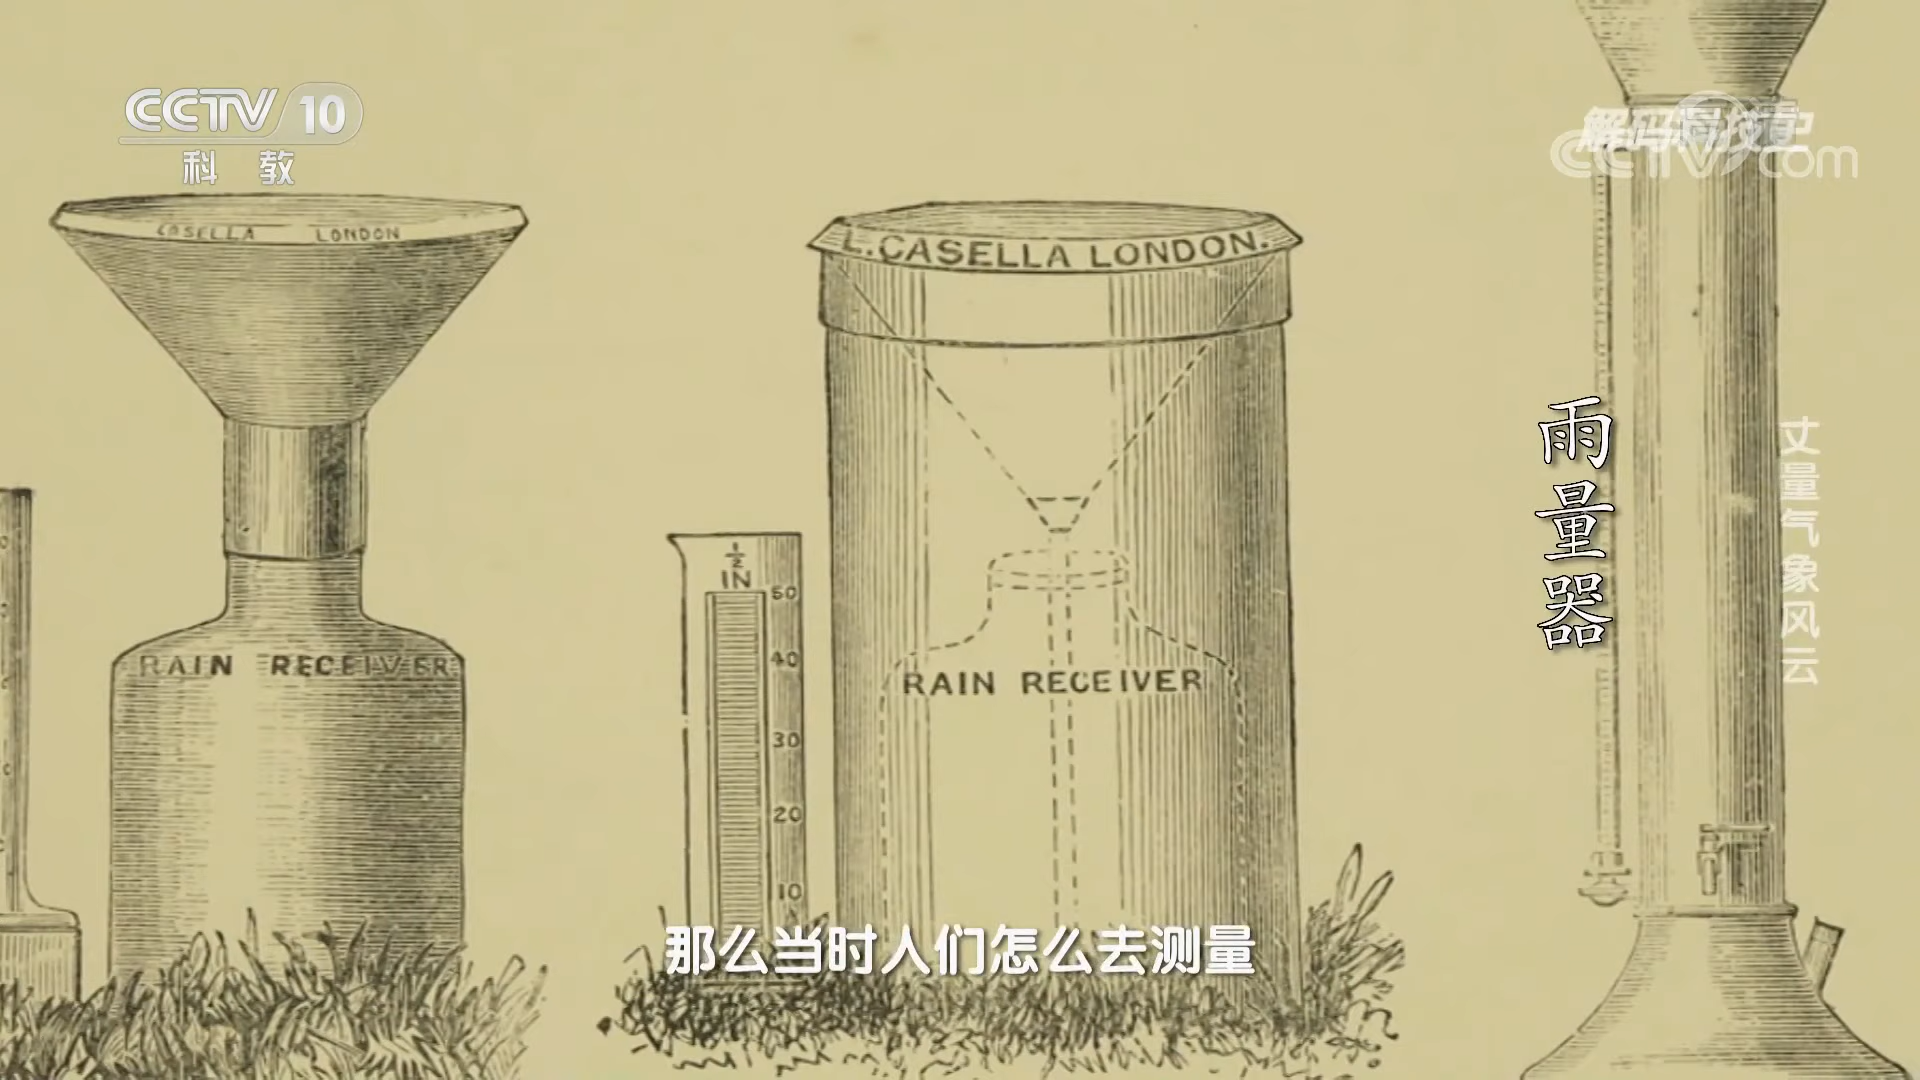 CCTV 10
科 教
解码科技史
CCTV.com
CASELLA LONDON
L.CASELLA LONDON.
½
IN
50
40
30
20
10
RAIN RECEIVER
RAIN RECEIVER
雨量器
丈量气象风云
那么当时人们怎么去测量